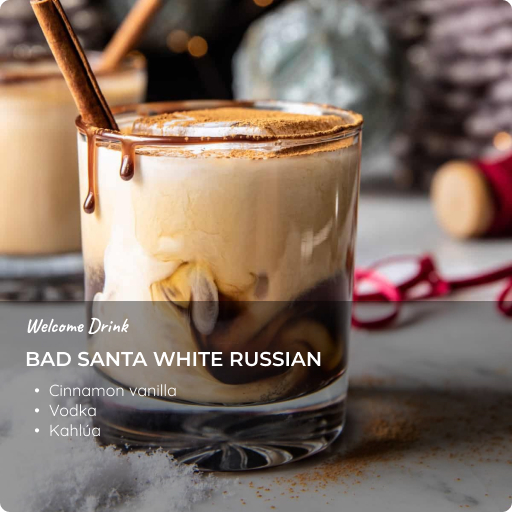 Welcome Drink
BAD SANTA WHITE RUSSIAN
• Cinnamon vanilla
• Vodka
• Kahlúa